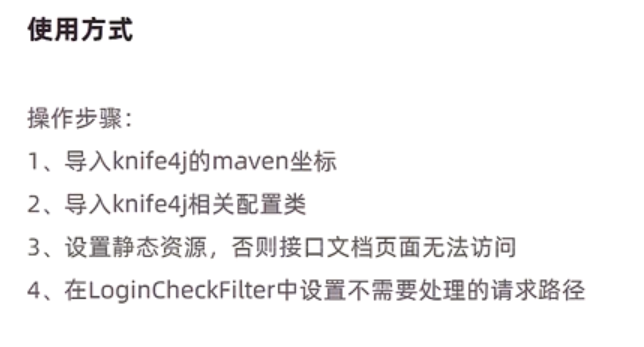 使用方式
操作步骤：
1、导入knife4j的maven坐标
2、导入knife4j相关配置类
3、设置静态资源，否则接口文档页面无法访问
4、在LoginCheckFilter中设置不需要处理的请求路径